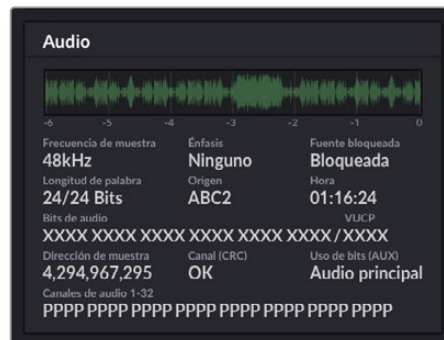 Audio
-6 -5 -4 -3 -2 -1 0
Frecuencia de muestra Énfasis Fuente bloqueada
48kHz Ninguno Bloqueada
Longitud de palabra Origen Hora
24/24 Bits ABC2 01:16:24
Bits de audio VUCP
XXXX XXXX XXXX XXXX XXXX XXXX/XXXX
Dirección de muestra Canal (CRC) Uso de bits (AUX)
4,294,967,295 OK Audio principal
Canales de audio 1-32
PPPP PPPP PPPP PPPP PPPP PPPP PPPP PPPP